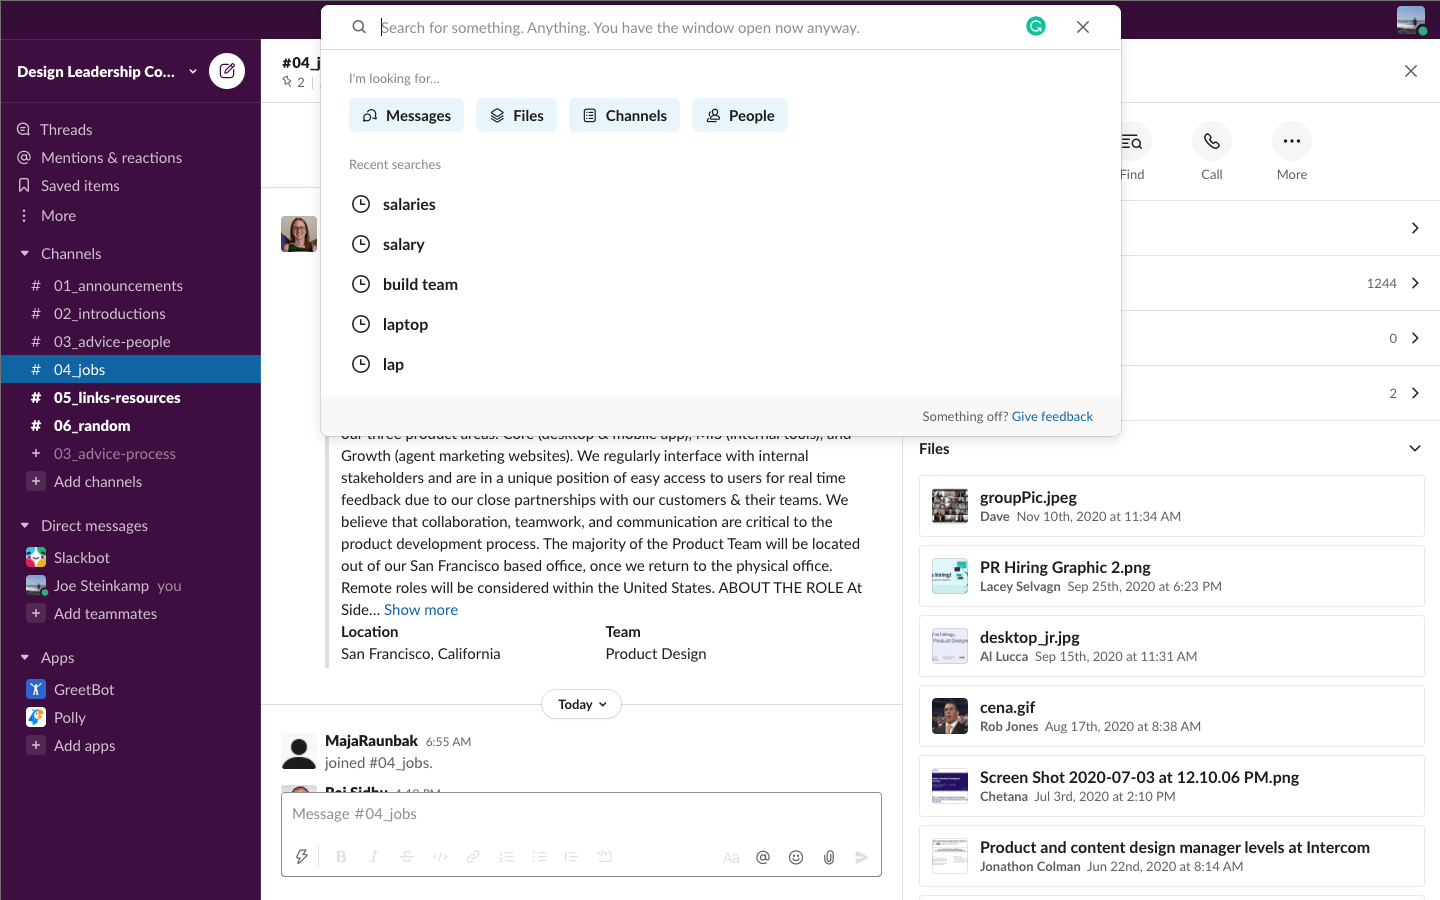 Search for something. Anything. You have the window open now anyway.
Design Leadership Co...
Threads
Mentions & reactions
Saved items
More
Channels
# 01_announcements
# 02_introductions
# 03_advice-people
# 04_jobs
# 05_links-resources
# 06_random
+ 03_advice-process
+ Add channels
Direct messages
Slackbot
Joe Steinkamp you
+ Add teammates
Apps
GreetBot
Polly
+ Add apps
#04_j
2
I'm looking for...
Messages
Files
Channels
People
Recent searches
salaries
salary
build team
laptop
lap
Something off? Give feedback
our three product areas: Core (desktop & mobile app), MIS (internal tools), and
Growth (agent marketing websites). We regularly interface with internal
stakeholders and are in a unique position of easy access to users for real time
feedback due to our close partnerships with our customers & their teams. We
believe that collaboration, teamwork, and communication are critical to the
product development process. The majority of the Product Team will be located
out of our San Francisco based office, once we return to the physical office.
Remote roles will be considered within the United States. ABOUT THE ROLE At
Side... Show more
Location Team
San Francisco, California Product Design
Today
MajaRaunbak 6:55 AM
joined #04_jobs.
Message #04_jobs
B I S Aa @
Find
Call
More
1244
0
2
Files
groupPic.jpeg
Dave Nov 10th, 2020 at 11:34 AM
PR Hiring Graphic 2.png
Lacey Selvagn Sep 25th, 2020 at 6:23 PM
desktop_jr.jpg
Al Lucca Sep 15th, 2020 at 11:31 AM
cena.gif
Rob Jones Aug 17th, 2020 at 8:38 AM
Screen Shot 2020-07-03 at 12.10.06 PM.png
Chetana Jul 3rd, 2020 at 2:10 PM
Product and content design manager levels at Intercom
Jonathon Colman Jun 22nd, 2020 at 8:14 AM